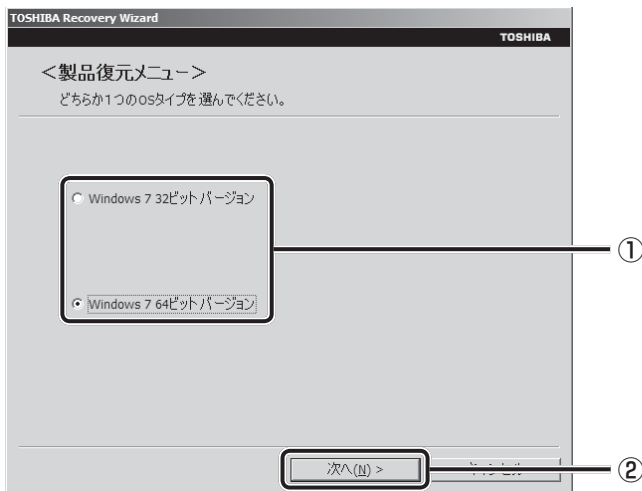 TOSHIBA Recovery Wizard
TOSHIBA
＜製品復元メニュー＞
どちらか1つのOSタイプを選んでください。
Windows 7 32ビットバージョン
①
Windows 7 64ビットバージョン
次へ(N) >
②